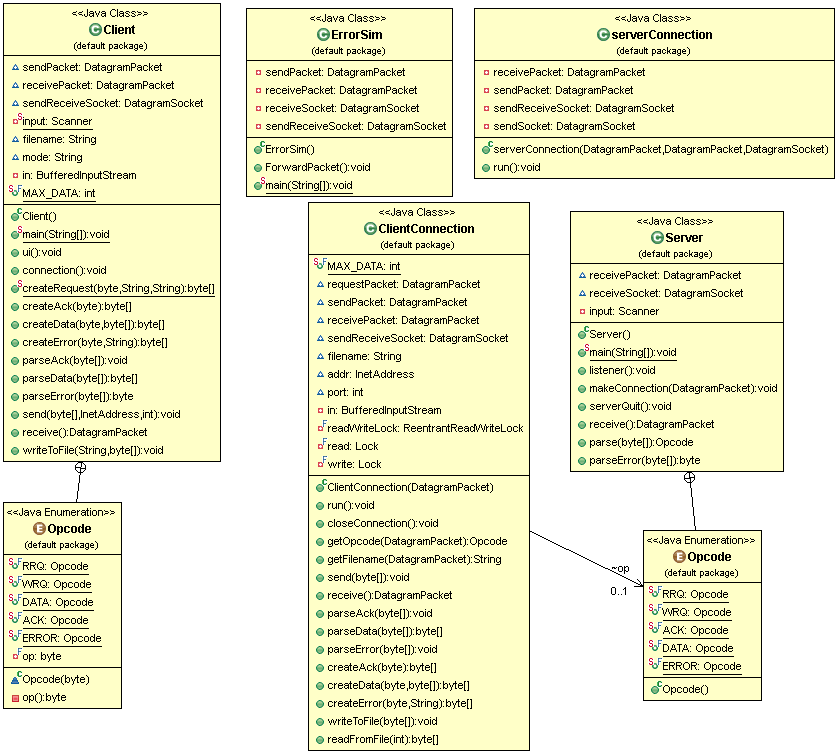 <<Java Class>>
Client
(default package)
sendPacket: DatagramPacket
receivePacket: DatagramPacket
sendReceiveSocket: DatagramSocket
input: Scanner
filename: String
mode: String
in: BufferedInputStream
MAX_DATA: int
Client()
main(String[]):void
ui():void
connection():void
createRequest(byte,String,String):byte[]
createAck(byte):byte[]
createData(byte,byte[]):byte[]
createError(byte,String):byte[]
parseAck(byte[]):void
parseData(byte[]):byte[]
parseError(byte[]):byte
send(byte[],InetAddress,int):void
receive():DatagramPacket
writeToFile(String,byte[]):void
<<Java Class>>
ErrorSim
(default package)
sendPacket: DatagramPacket
receivePacket: DatagramPacket
receiveSocket: DatagramSocket
sendReceiveSocket: DatagramSocket
ErrorSim()
ForwardPacket():void
main(String[]):void
<<Java Class>>
serverConnection
(default package)
receivePacket: DatagramPacket
sendPacket: DatagramPacket
sendReceiveSocket: DatagramSocket
sendSocket: DatagramSocket
serverConnection(DatagramPacket,DatagramPacket,DatagramSocket)
run():void
<<Java Class>>
ClientConnection
(default package)
MAX_DATA: int
requestPacket: DatagramPacket
sendPacket: DatagramPacket
receivePacket: DatagramPacket
sendReceiveSocket: DatagramSocket
filename: String
addr: InetAddress
port: int
in: BufferedInputStream
readWriteLock: ReentrantReadWriteLock
read: Lock
write: Lock
ClientConnection(DatagramPacket)
run():void
closeConnection():void
getOpcode(DatagramPacket):Opcode
getFilename(DatagramPacket):String
send(byte[]):void
receive():DatagramPacket
parseAck(byte[]):void
parseData(byte[]):byte[]
parseError(byte[]):void
createAck(byte):byte[]
createData(byte,byte[]):byte[]
createError(byte,String):byte[]
writeToFile(byte[]):void
readFromFile(int):byte[]
<<Java Class>>
Server
(default package)
receivePacket: DatagramPacket
receiveSocket: DatagramSocket
input: Scanner
Server()
main(String[]):void
listener():void
makeConnection(DatagramPacket):void
serverQuit():void
receive():DatagramPacket
parse(byte[]):Opcode
parseError(byte[]):byte
<<Java Enumeration>>
Opcode
(default package)
RRQ: Opcode
WRQ: Opcode
DATA: Opcode
ACK: Opcode
ERROR: Opcode
op: byte
Opcode(byte)
op():byte
~op
0..1
<<Java Enumeration>>
Opcode
(default package)
RRQ: Opcode
WRQ: Opcode
ACK: Opcode
DATA: Opcode
ERROR: Opcode
Opcode()